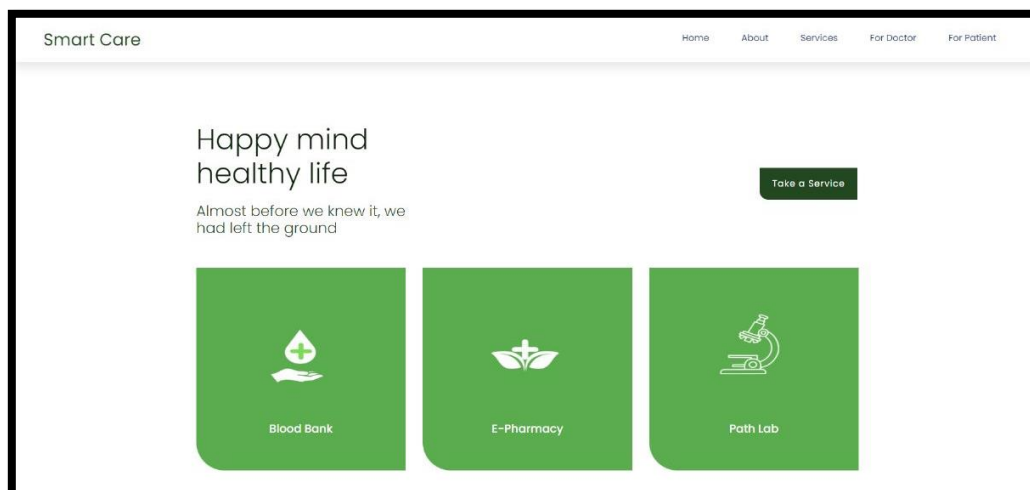 Smart Care
Home About Services For Doctor For Patient
Happy mind
healthy life
Take a Service
Almost before we knew it, we
had left the ground
Blood Bank
E-Pharmacy
Path Lab